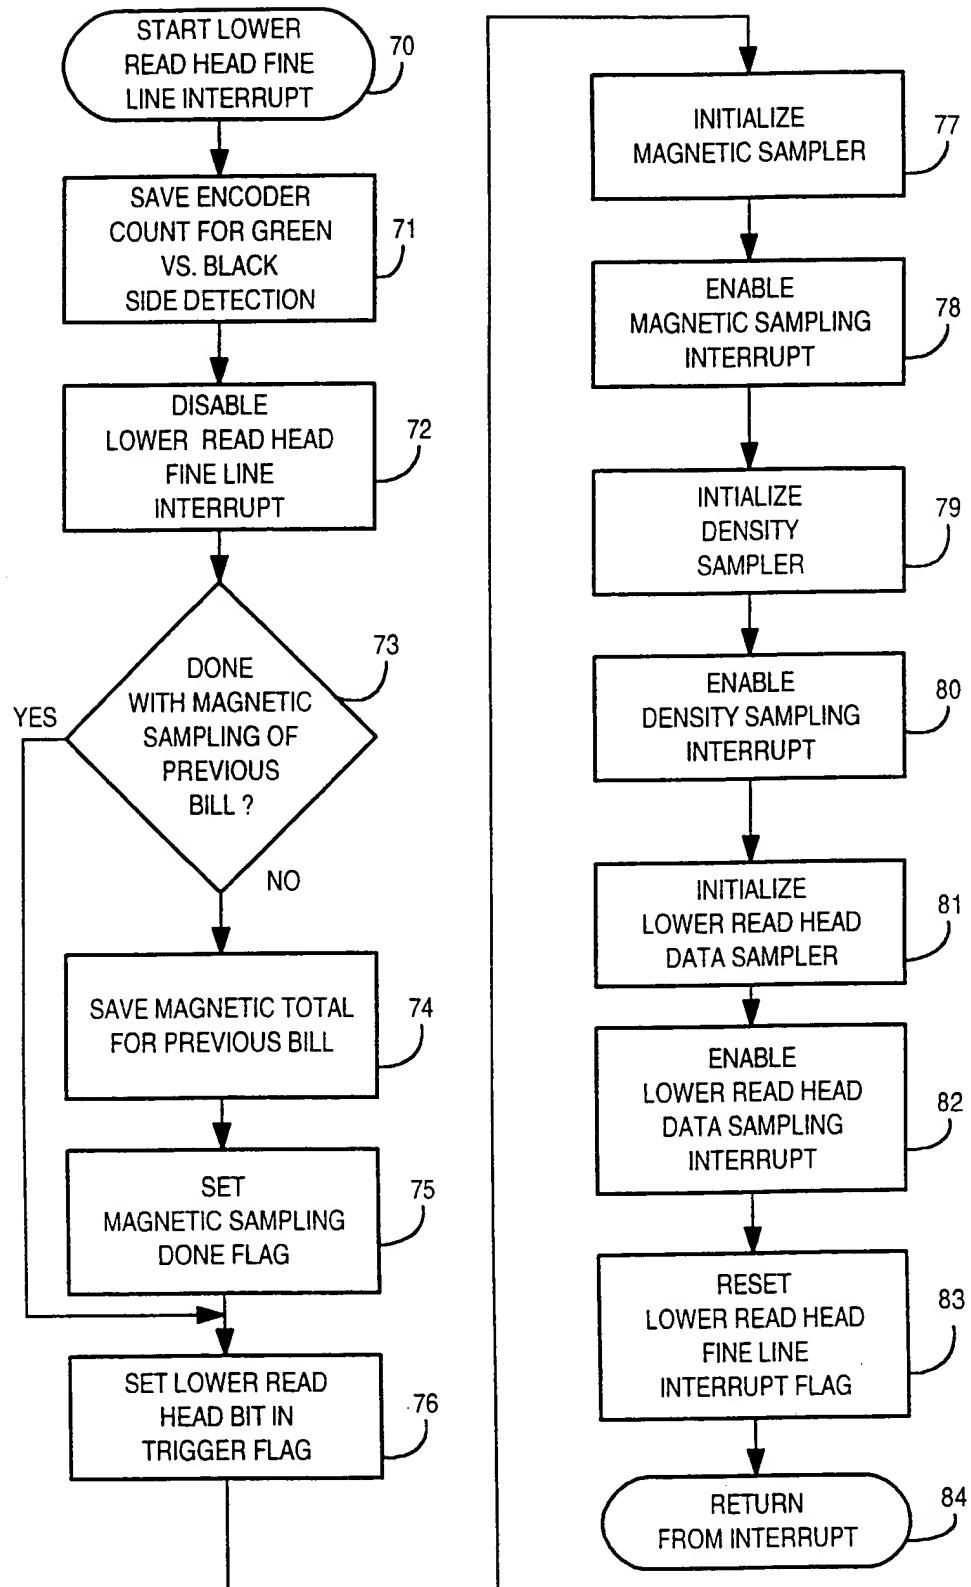 START LOWER
READ HEAD FINE
LINE INTERRUPT
70
SAVE ENCODER
COUNT FOR GREEN
VS. BLACK
SIDE DETECTION
71
DISABLE
LOWER READ HEAD
FINE LINE
INTERRUPT
72
DONE
WITH MAGNETIC
SAMPLING OF
PREVIOUS
BILL ?
73
YES
NO
SAVE MAGNETIC TOTAL
FOR PREVIOUS BILL
74
SET
MAGNETIC SAMPLING
DONE FLAG
75
SET LOWER READ
HEAD BIT IN
TRIGGER FLAG
76
INITIALIZE
MAGNETIC SAMPLER
77
ENABLE
MAGNETIC SAMPLING
INTERRUPT
78
INTIALIZE
DENSITY
SAMPLER
79
ENABLE
DENSITY SAMPLING
INTERRUPT
80
INITIALIZE
LOWER READ HEAD
DATA SAMPLER
81
ENABLE
LOWER READ HEAD
DATA SAMPLING
INTERRUPT
82
RESET
LOWER READ HEAD
FINE LINE
INTERRUPT FLAG
83
RETURN
FROM INTERRUPT
84